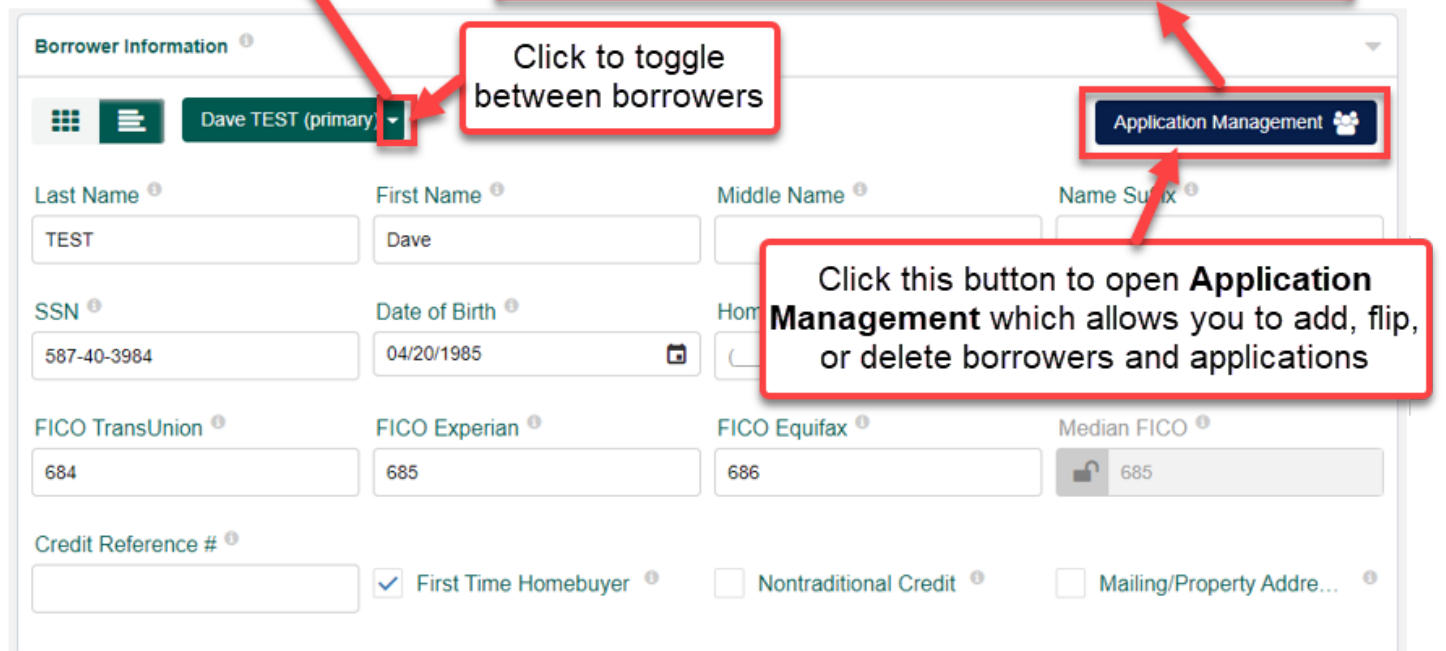 Borrower Information
Click to toggle
between borrowers
Dave TEST (primary)
Application Management
Last Name
First Name
Middle Name
Name Suffix
TEST
Dave
Click this button to open Application
Management which allows you to add, flip,
or delete borrowers and applications
SSN
Date of Birth
Hom
587-40-3984
04/20/1985
(__
FICO TransUnion
FICO Experian
FICO Equifax
Median FICO
684
685
686
685
Credit Reference #
First Time Homebuyer
Nontraditional Credit
Mailing/Property Addre...